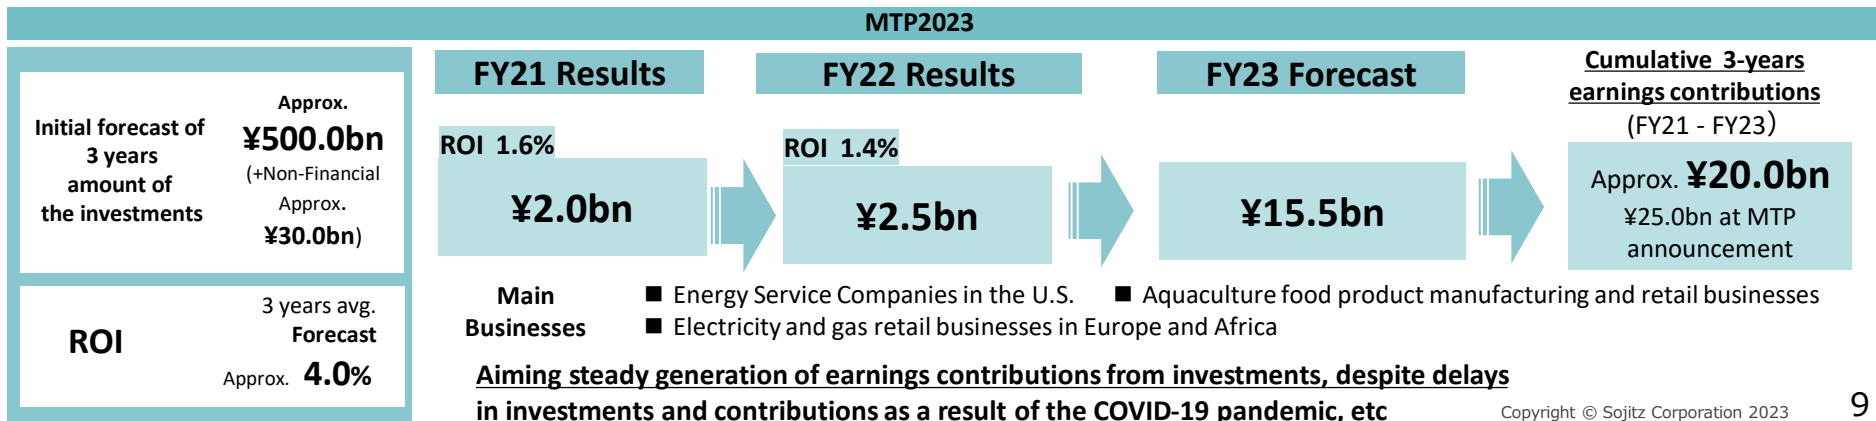 MTP2023
Initial forecast of
3 years
amount of
the investments
Approx.
¥500.0bn
(+Non-Financial
Approx.
¥30.0bn)
ROI
3 years avg.
Forecast
Approx. 4.0%
FY21 Results
ROI 1.6%
¥2.0bn
FY22 Results
ROI 1.4%
¥2.5bn
FY23 Forecast
¥15.5bn
Cumulative 3-years
earnings contributions
(FY21 - FY23）
Approx. ¥20.0bn
¥25.0bn at MTP
announcement
Main
Businesses
■ Energy Service Companies in the U.S.
■ Aquaculture food product manufacturing and retail businesses
■ Electricity and gas retail businesses in Europe and Africa
Aiming steady generation of earnings contributions from investments, despite delays
in investments and contributions as a result of the COVID-19 pandemic, etc
Copyright © Sojitz Corporation 2023
9